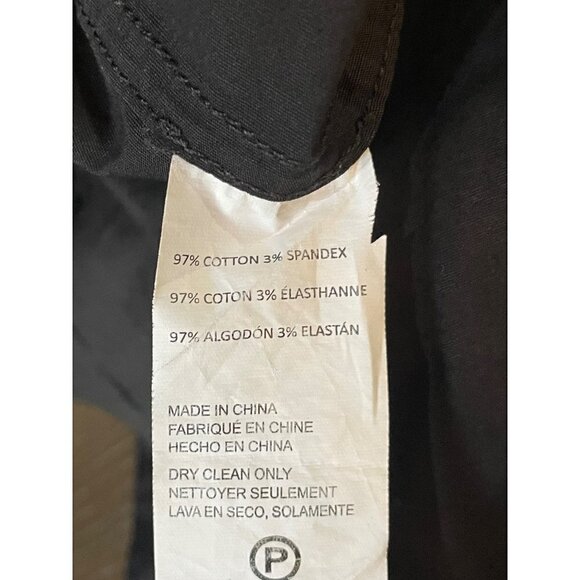 97% COTTON 3% SPANDEX
97% COTON 3% ÉLASTHANNE
97% ALGODÓN 3% ELASTÁN
MADE IN CHINA
FABRIQUÉ EN CHINE
HECHO EN CHINA
DRY CLEAN ONLY
NETTOYER SEULEMENT
LAVA EN SECO, SOLAMENTE
P